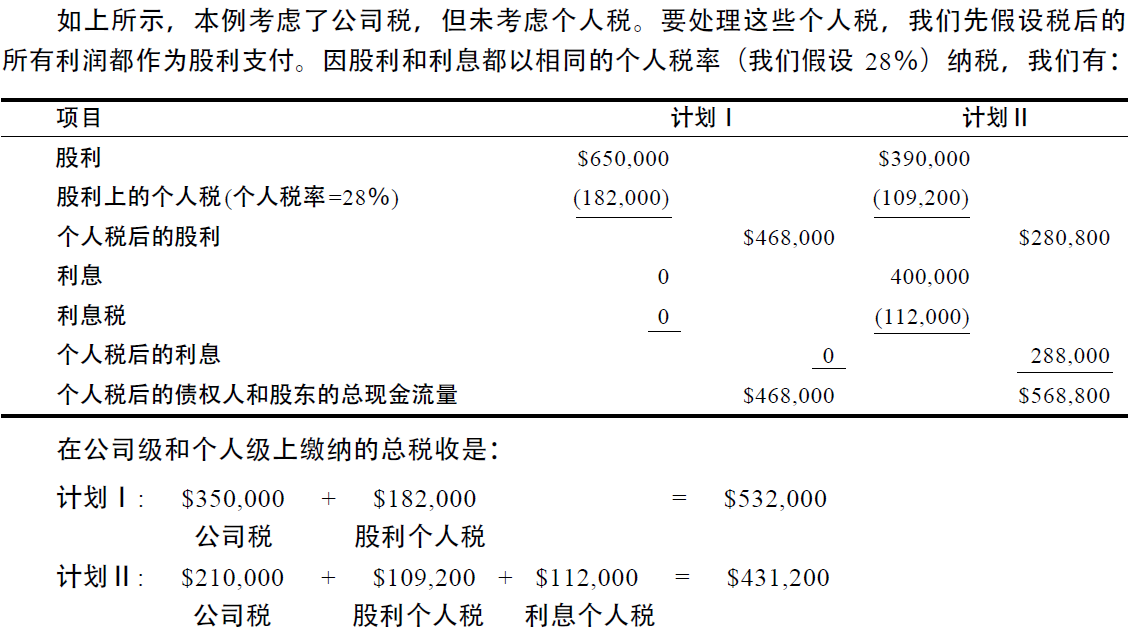 如上所示，本例考虑了公司税，但未考虑个人税。要处理这些个人税，我们先假设税后的
所有利润都作为股利支付。因股利和利息都以相同的个人税率（我们假设 28%）纳税，我们有：
项目 计划Ⅰ 计划Ⅱ
股利 $650,000 $390,000
股利上的个人税(个人税率=28%) (182,000) (109,200)
个人税后的股利 $468,000 $280,800
利息 0 400,000
利息税 0 (112,000)
个人税后的利息 0 288,000
个人税后的债权人和股东的总现金流量 $468,000 $568,800
在公司级和个人级上缴纳的总税收是：
计划Ⅰ: $350,000 + $182,000 = $532,000
公司税 股利个人税
计划Ⅱ: $210,000 + $109,200 + $112,000 = $431,200
公司税 股利个人税 利息个人税